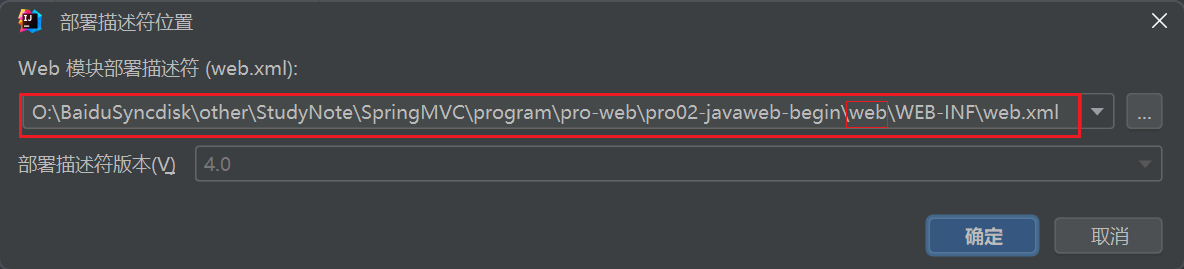 部署描述符位置
Web 模块部署描述符 (web.xml):
O:\BaiduSyncdisk\other\StudyNote\SpringMVC\program\pro-web\pro02-javaweb-begin\web\WEB-INF\web.xml
...
部署描述符版本(V) 4.0
确定 取消